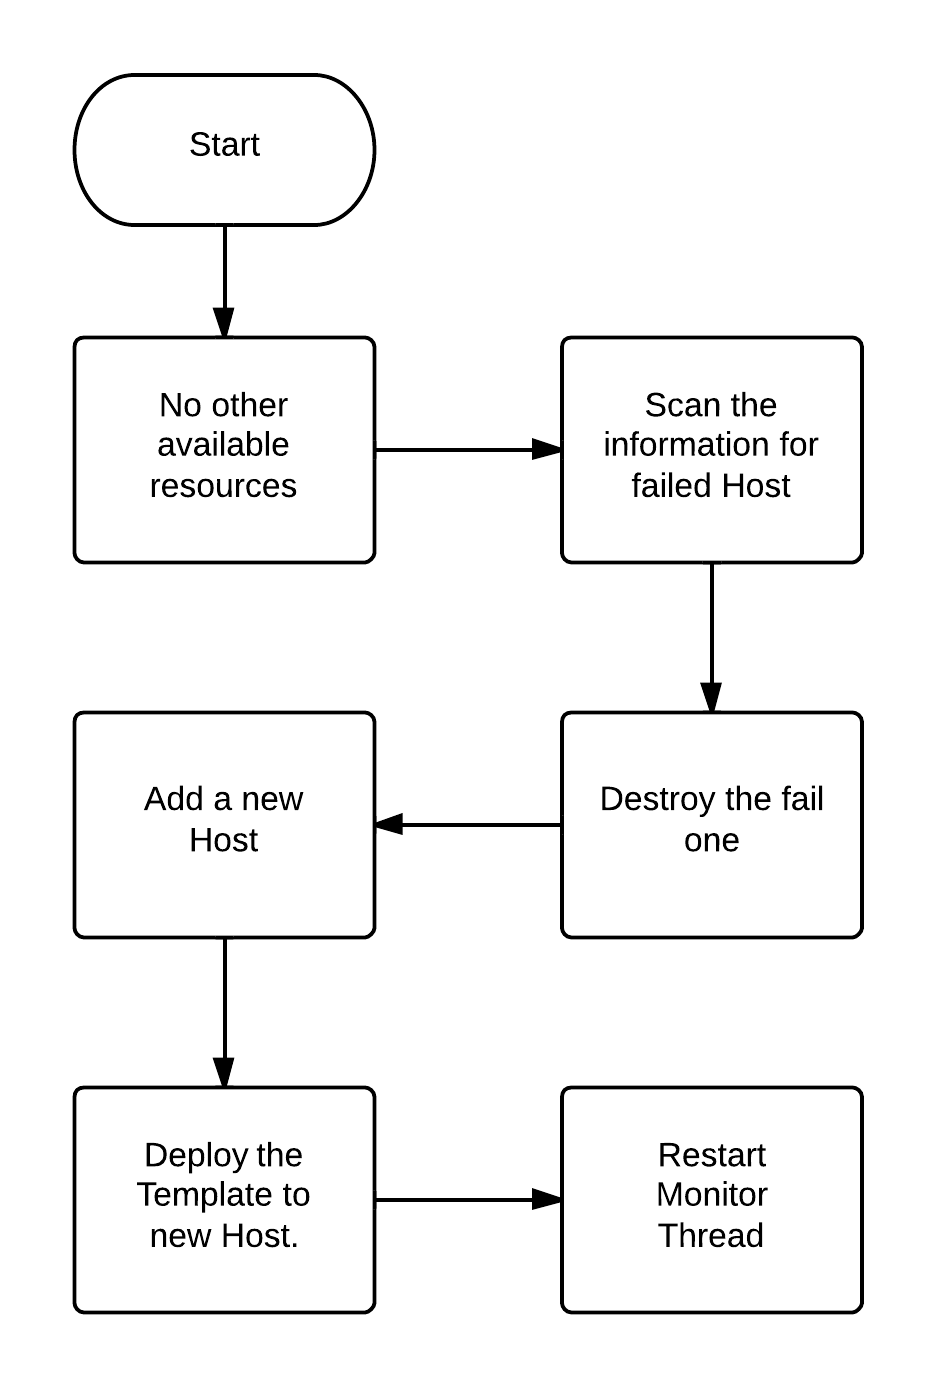 Start
No other
available
resources
Scan the
information for
failed Host
Destroy the fail
one
Add a new
Host
Deploy the
Template to
new Host.
Restart
Monitor
Thread